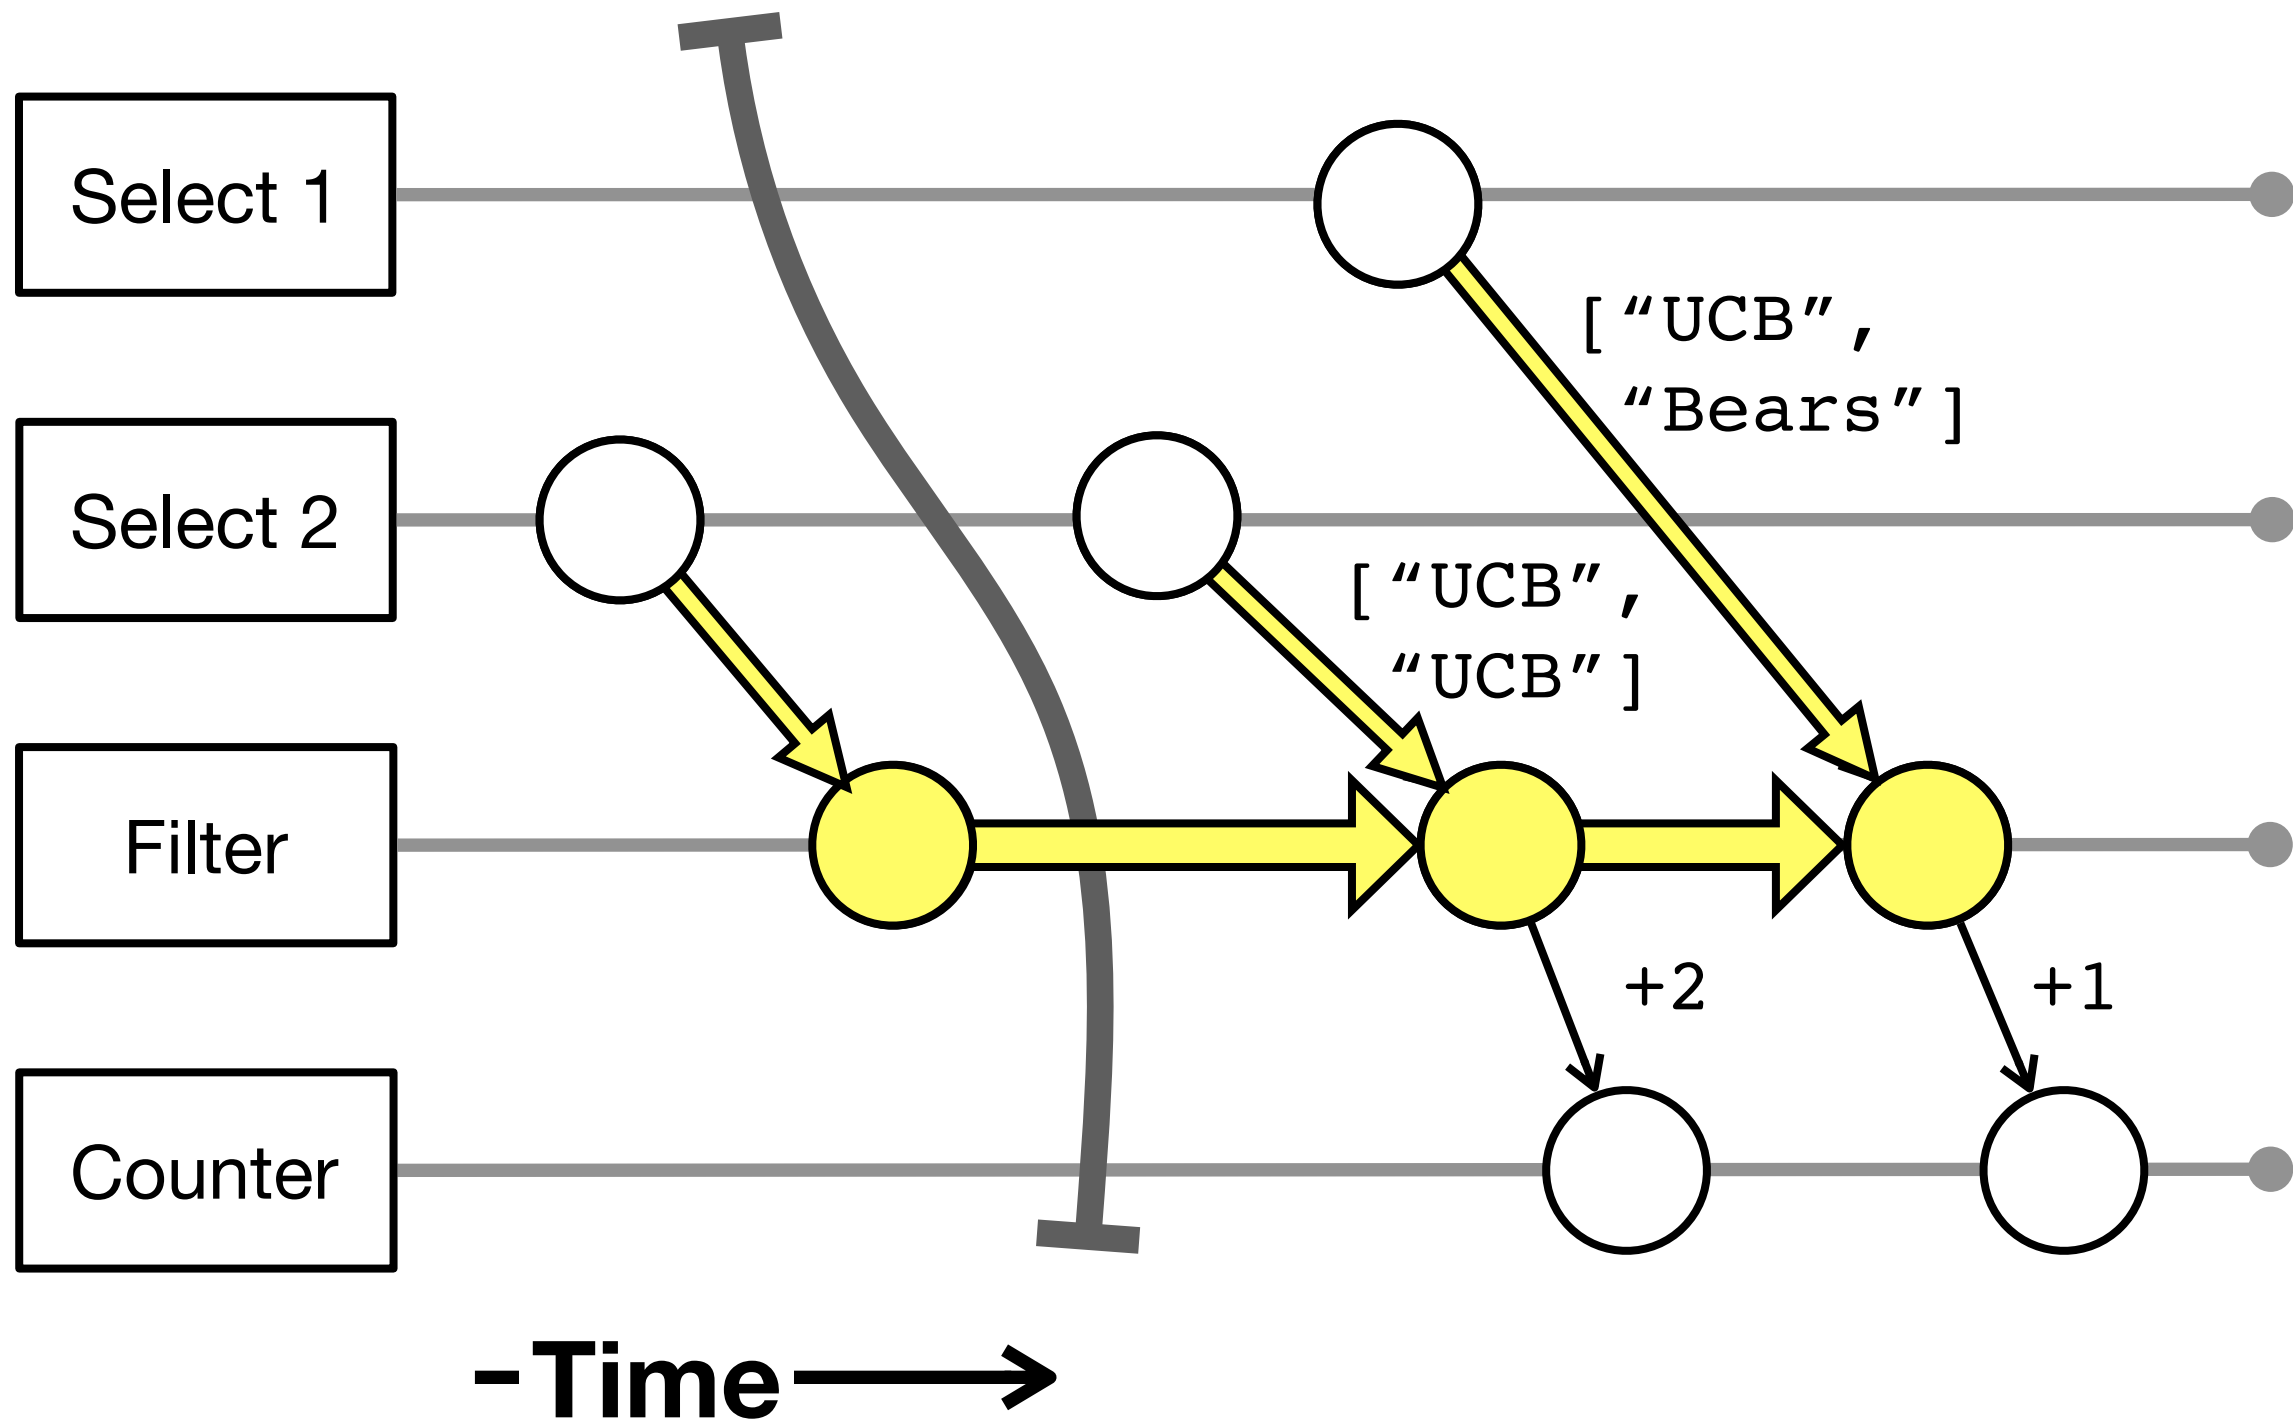 Select 1
[“UCB”,
“Bears”]
Select 2
[“UCB”,
“UCB”]
Filter
+2
+1
Counter
Time